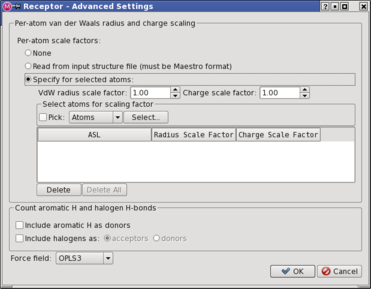 Receptor - Advanced Settings
Per-atom van der Waals radius and charge scaling
Per-atom scale factors:
None
Read from input structure file (must be Maestro format)
Specify for selected atoms:
VdW radius scale factor: 1.00 Charge scale factor: 1.00
Select atoms for scaling factor
Pick: Atoms Select...
ASL Radius Scale Factor Charge Scale Factor
Delete Delete All
Count aromatic H and halogen H-bonds
Include aromatic H as donors
Include halogens as: acceptors donors
Force field: OPLS3
OK Cancel